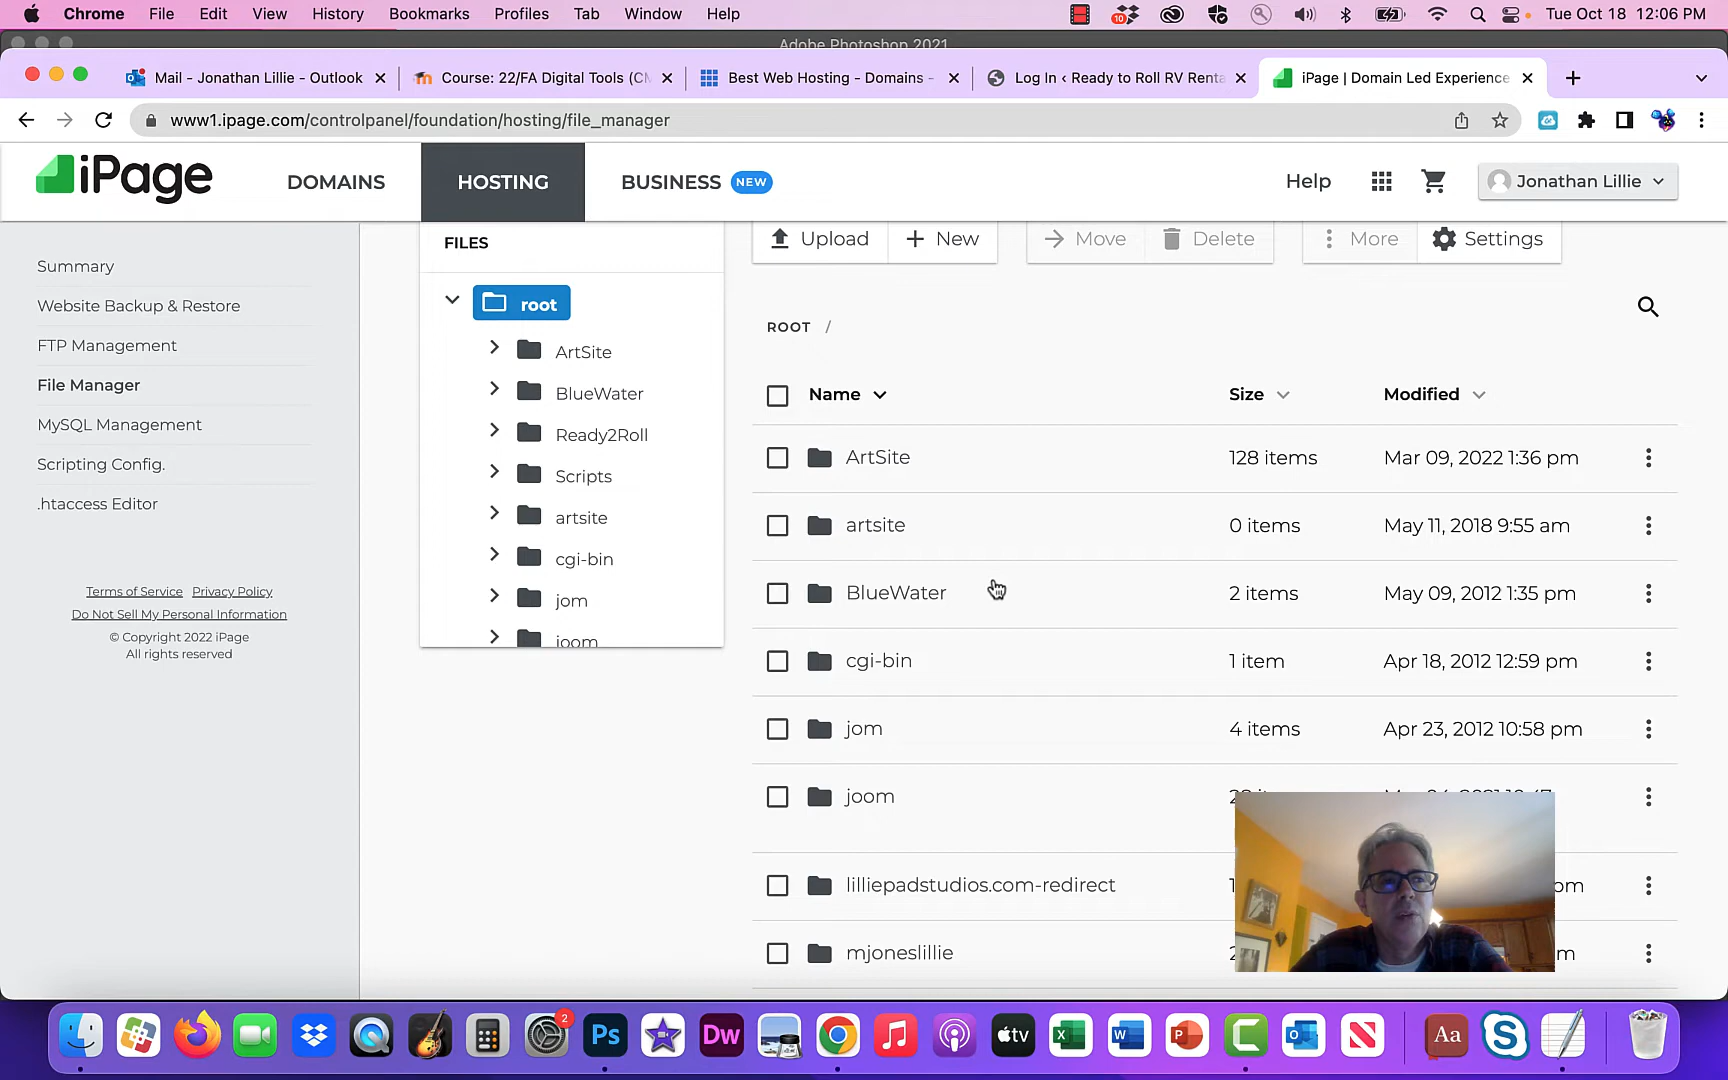 Chrome File Edit View History Bookmarks Profiles Tab Window Help 10 Tue Oct 18 12:06 PM
Adobe Photoshop 2021
Mail - Jonathan Lillie - Outlook Course: 22/FA Digital Tools (CM Best Web Hosting - Domains - Log In ‹ Ready to Roll RV Renta iPage | Domain Led Experience
www1.ipage.com/controlpanel/foundation/hosting/file_manager
iPage DOMAINS HOSTING BUSINESS NEW Help Jonathan Lillie
FILES Upload New Move Delete More Settings
Summary
Website Backup & Restore
FTP Management
File Manager
MySQL Management
Scripting Config.
.htaccess Editor
Terms of Service Privacy Policy
Do Not Sell My Personal Information
© Copyright 2022 iPage
All rights reserved
root
ArtSite
BlueWater
Ready2Roll
Scripts
artsite
cgi-bin
jom
joom
ROOT /
Name Size Modified
ArtSite 128 items Mar 09, 2022 1:36 pm
artsite 0 items May 11, 2018 9:55 am
BlueWater 2 items May 09, 2012 1:35 pm
cgi-bin 1 item Apr 18, 2012 12:59 pm
jom 4 items Apr 23, 2012 10:58 pm
joom
lilliepadstudios.com-redirect pm
mjoneslillie
2 Ps Dw tv Aa